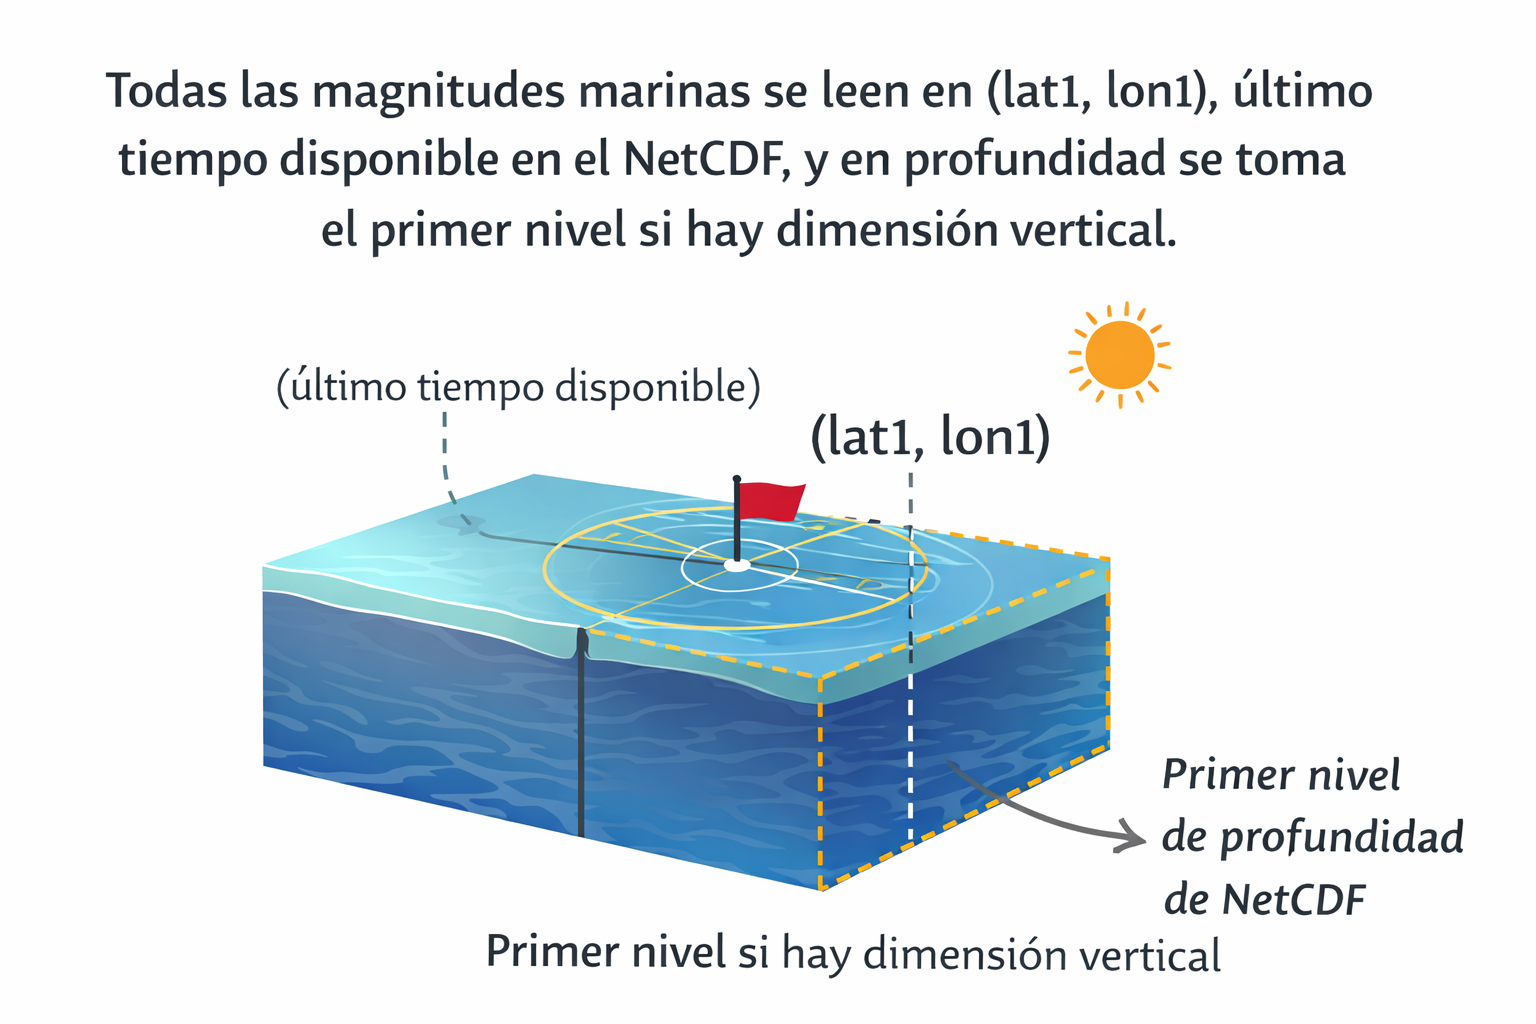 Todas las magnitudes marinas se leen en (lat1, lon1), último
tiempo disponible en el NetCDF, y en profundidad se toma
el primer nivel si hay dimensión vertical.
(último tiempo disponible)
(lat1, lon1)
Primer nivel
de profundidad
de NetCDF
Primer nivel si hay dimensión vertical